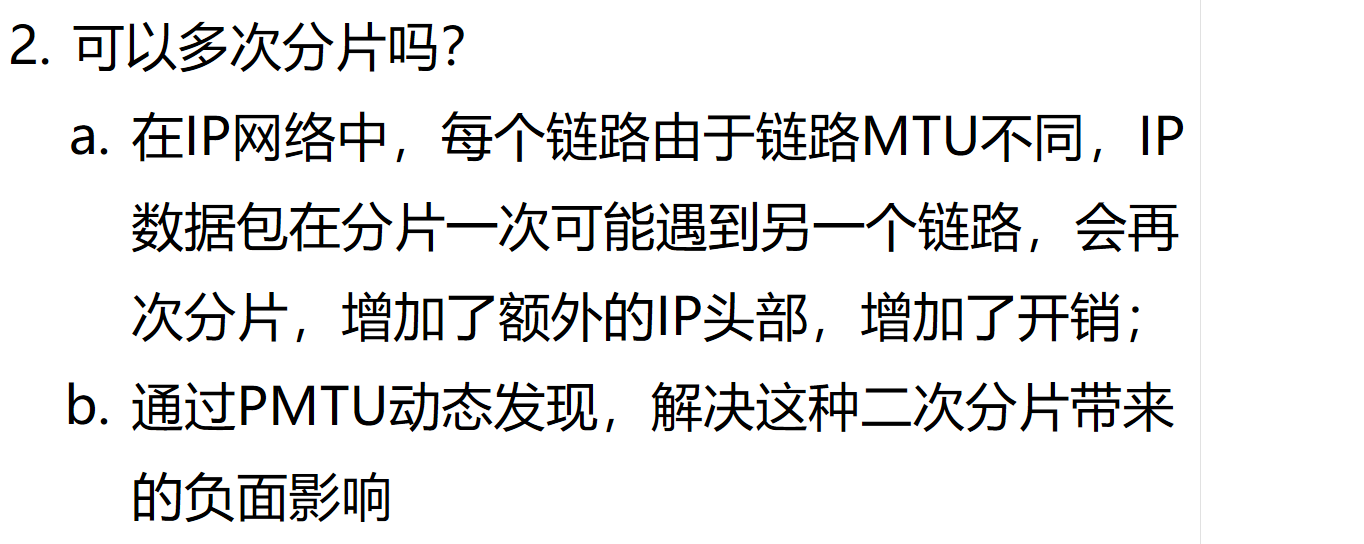 2. 可以多次分片吗？
a. 在IP网络中，每个链路由于链路MTU不同，IP
数据包在分片一次可能遇到另一个链路，会再
次分片，增加了额外的IP头部，增加了开销；
b. 通过PMTU动态发现，解决这种二次分片带来
的负面影响